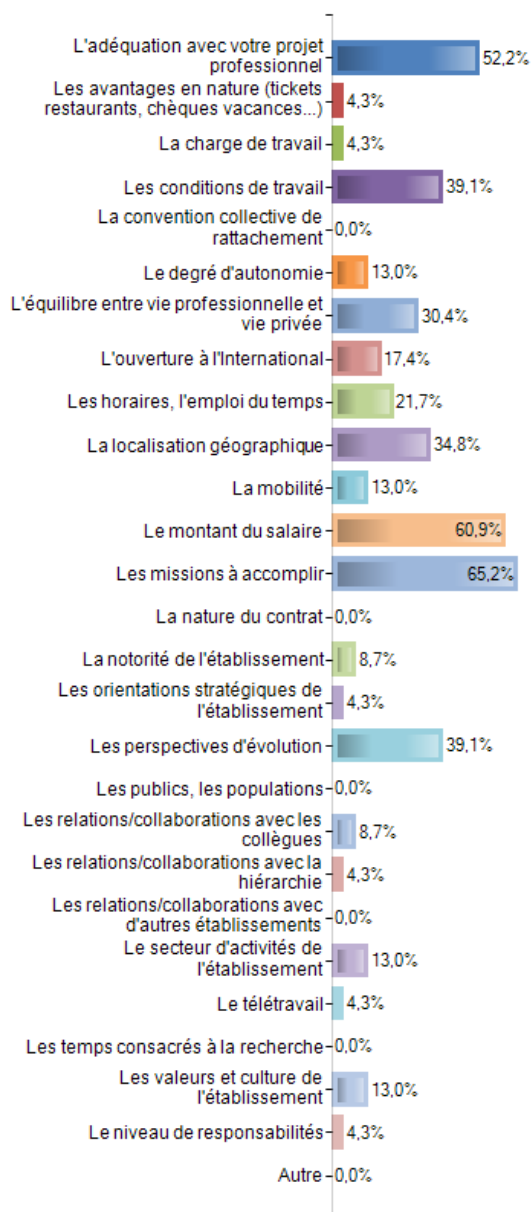 L'adéquation avec votre projet
professionnel
52,2%
Les avantages en nature (tickets
restaurants, chèques vacances...)
4,3%
La charge de travail
4,3%
Les conditions de travail
39,1%
La convention collective de
rattachement
0,0%
Le degré d'autonomie
13,0%
L'équilibre entre vie professionnelle et
vie privée
30,4%
L'ouverture à l'International
17,4%
Les horaires, l'emploi du temps
21,7%
La localisation géographique
34,8%
La mobilité
13,0%
Le montant du salaire
60,9%
Les missions à accomplir
65,2%
La nature du contrat
0,0%
La notorité de l'établissement
8,7%
Les orientations stratégiques de
l'établissement
4,3%
Les perspectives d'évolution
39,1%
Les publics, les populations
0,0%
Les relations/collaborations avec les
collègues
8,7%
Les relations/collaborations avec la
hiérarchie
4,3%
Les relations/collaborations avec
d'autres établissements
0,0%
Le secteur d'activités de
l'établissement
13,0%
Le télétravail
4,3%
Les temps consacrés à la recherche
0,0%
Les valeurs et culture de
l'établissement
13,0%
Le niveau de responsabilités
4,3%
Autre
0,0%